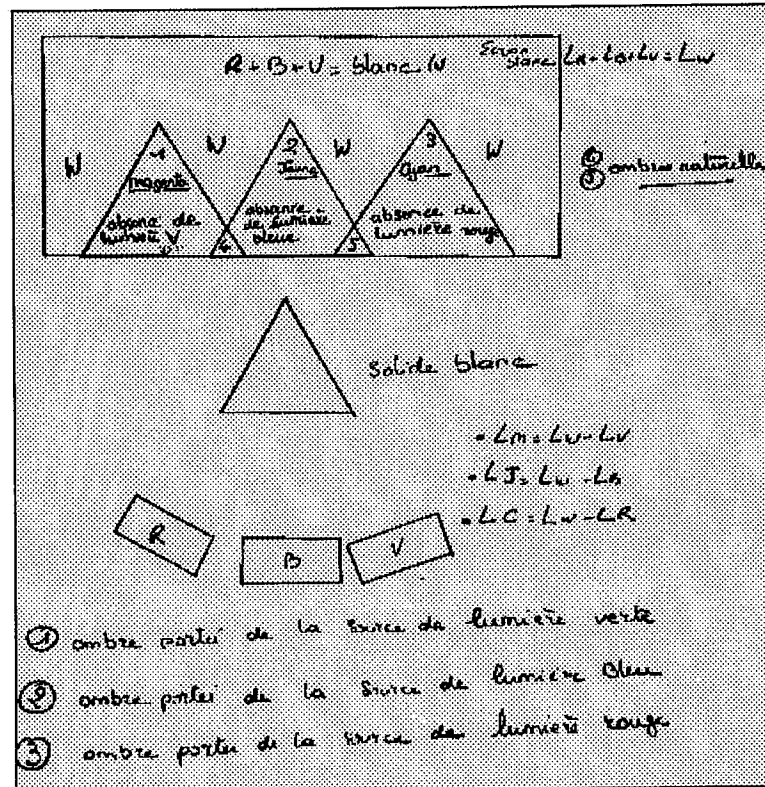 R + B + V = blanc W
Ecran blanc LR + LB + LV = LW
W
W
W
W
1
magenta
absence de
lumière V
2
Jaune
absence
de lumière
bleue
3
Cyan
absence de
lumière rouge
4
5
④
⑤ ombres naturelles
Solide blanc
• LM = LW - LV
• LJ = LW - LB
• LC = LW - LR
R
B
V
① ombre portée de la source de lumière verte
② ombre portée de la source de lumière bleue
③ ombre portée de la source de lumière rouge